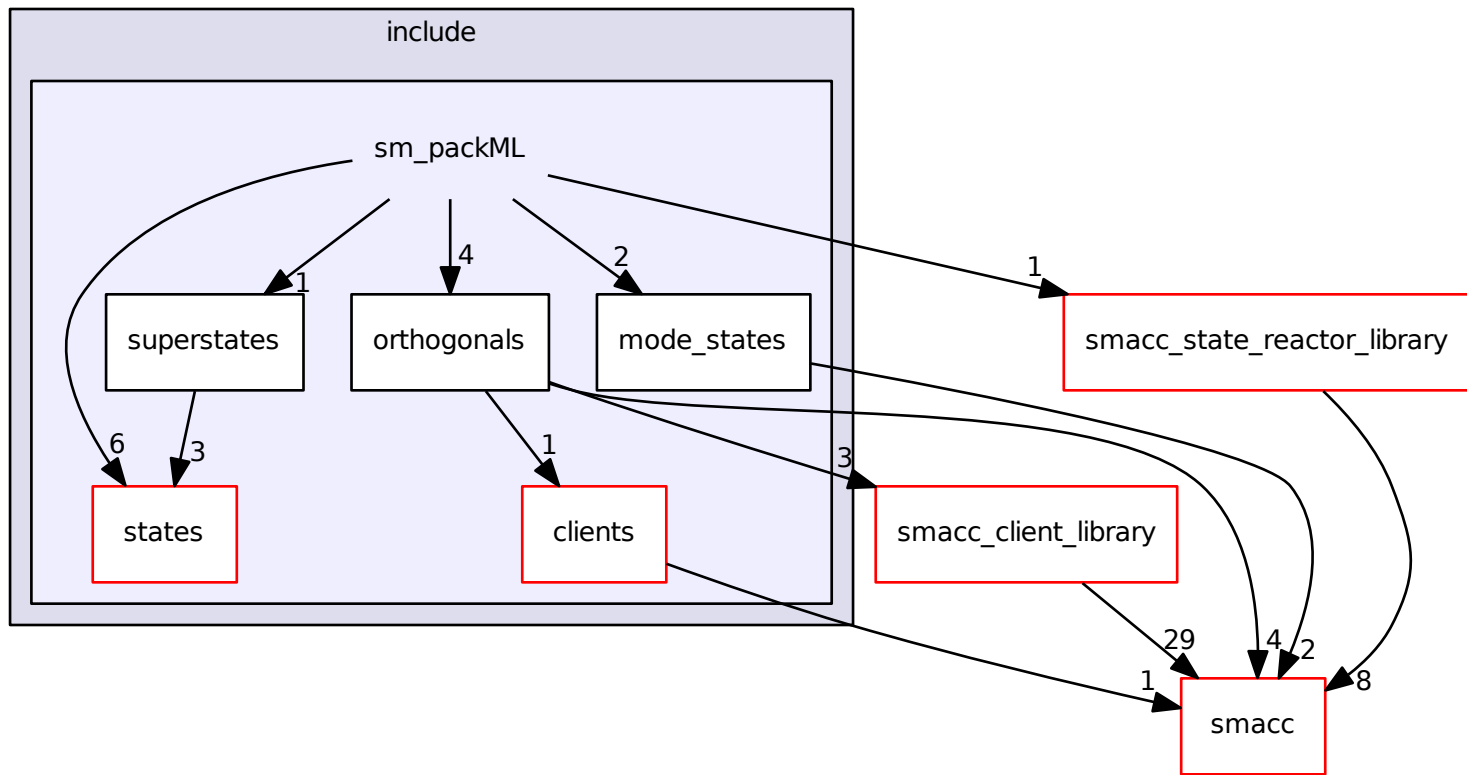 include
sm_packML
1
2
4
1
superstates
orthogonals
mode_states
smacc_state_reactor_library
6
3
1
3
states
clients
smacc_client_library
29
4
2
1
8
smacc